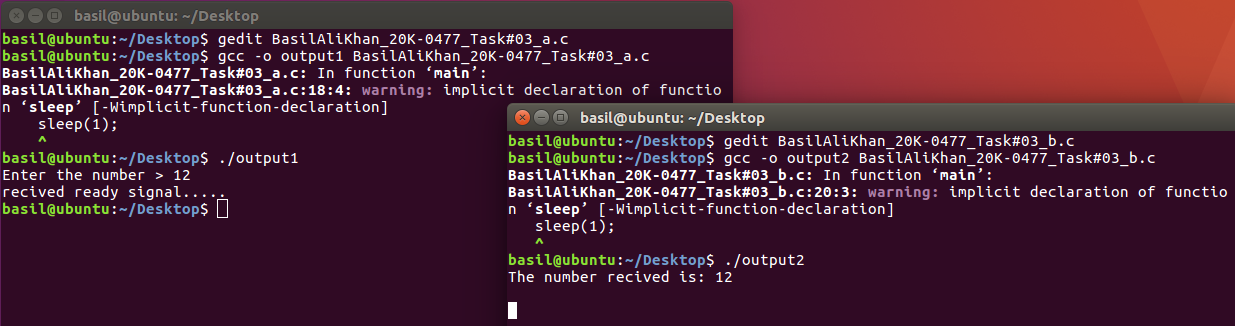 basil@ubuntu: ~/Desktop
basil@ubuntu:~/Desktop$ gedit BasilAliKhan_20K-0477_Task#03_a.c
basil@ubuntu:~/Desktop$ gcc -o output1 BasilAliKhan_20K-0477_Task#03_a.c
BasilAliKhan_20K-0477_Task#03_a.c: In function ‘main’:
BasilAliKhan_20K-0477_Task#03_a.c:18:4: warning: implicit declaration of functio
n ‘sleep’ [-Wimplicit-function-declaration]
sleep(1);
^
basil@ubuntu:~/Desktop$ ./output1
Enter the number > 12
recived ready signal.....
basil@ubuntu:~/Desktop$
basil@ubuntu: ~/Desktop
basil@ubuntu:~/Desktop$ gedit BasilAliKhan_20K-0477_Task#03_b.c
basil@ubuntu:~/Desktop$ gcc -o output2 BasilAliKhan_20K-0477_Task#03_b.c
BasilAliKhan_20K-0477_Task#03_b.c: In function ‘main’:
BasilAliKhan_20K-0477_Task#03_b.c:20:3: warning: implicit declaration of functio
n ‘sleep’ [-Wimplicit-function-declaration]
sleep(1);
^
basil@ubuntu:~/Desktop$ ./output2
The number recived is: 12